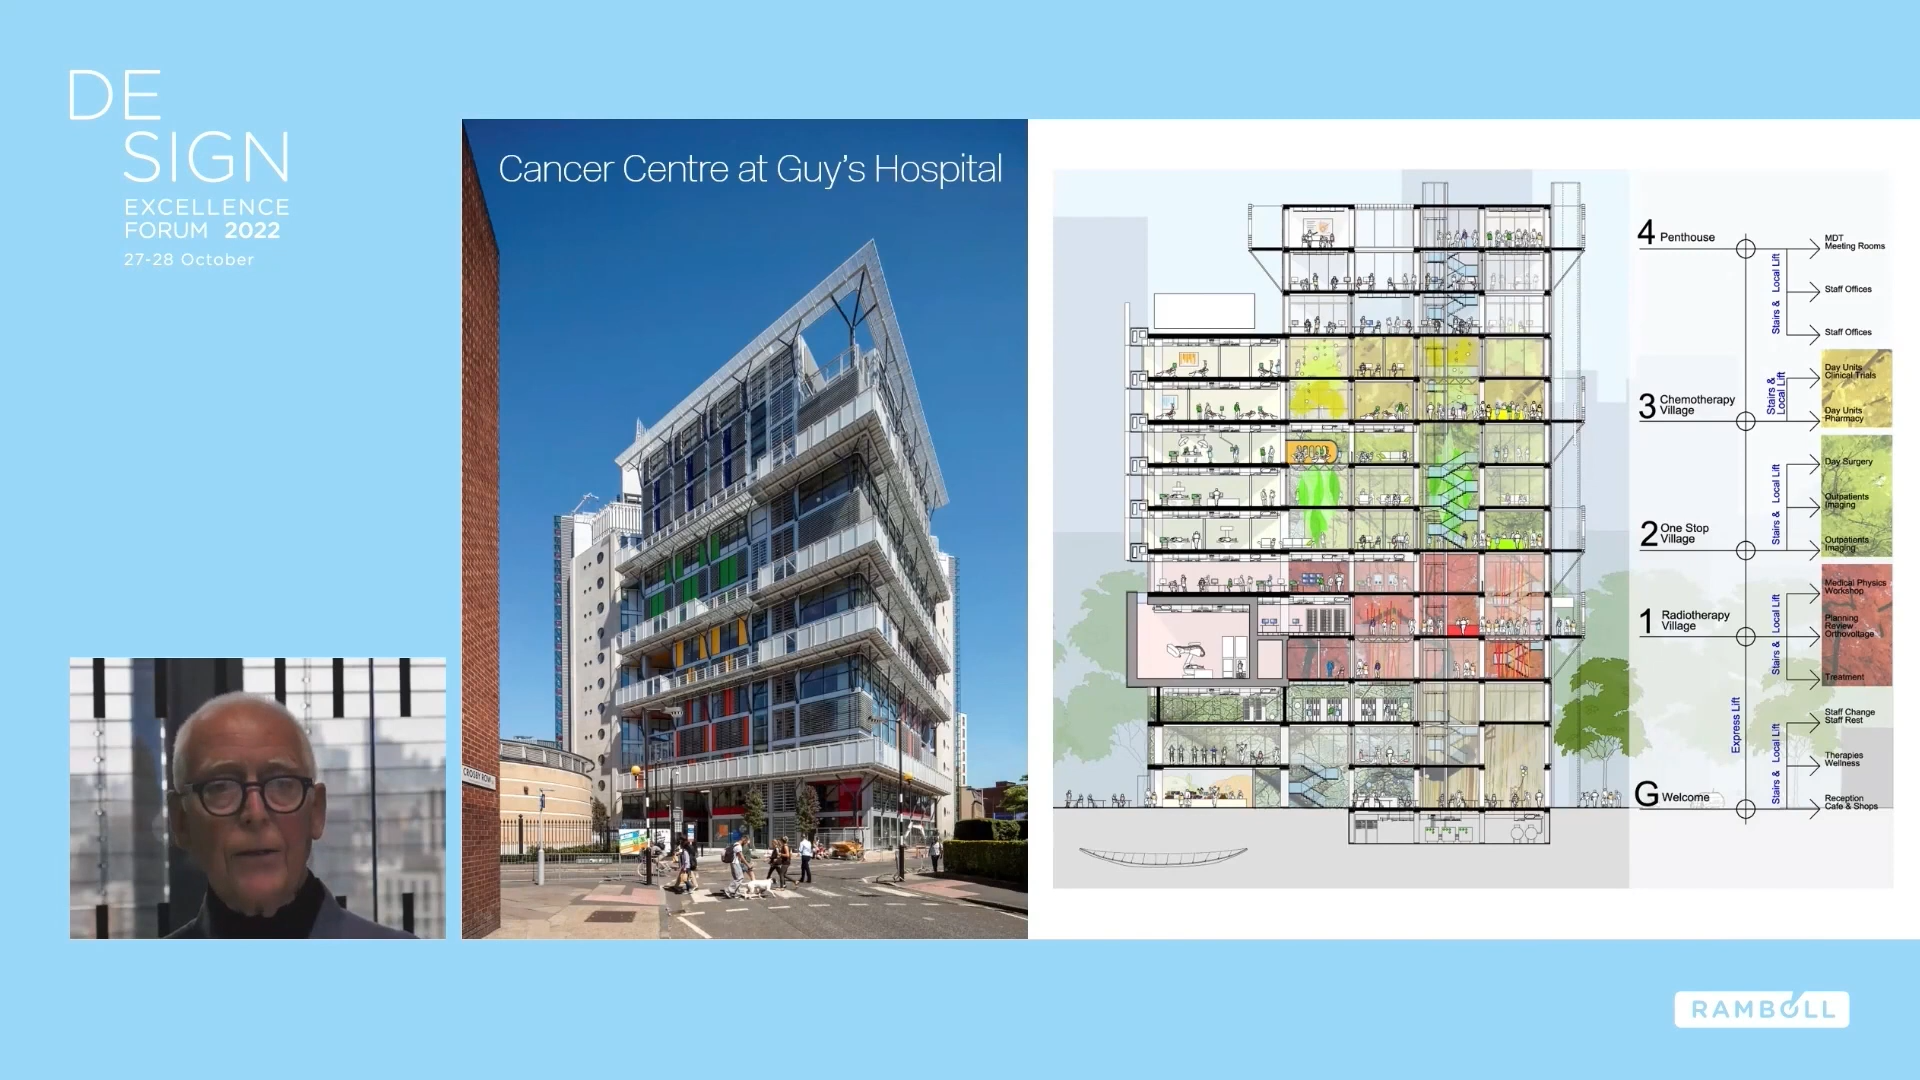 DE
SIGN
EXCELLENCE
FORUM 2022
27-28 October
Cancer Centre at Guy's Hospital
CROSBY ROW
4 Penthouse
MDT
Meeting Rooms
Staff Offices
Staff Offices
Stairs & Local Lift
3 Chemotherapy
Village
Day Units
Clinical Trials
Day Units
Pharmacy
Stairs &
Local Lift
2 One Stop
Village
Day Surgery
Outpatients
Imaging
Outpatients
Imaging
Stairs & Local Lift
1 Radiotherapy
Village
Medical Physics
Workshop
Planning
Review
Orthovoltage
Treatment
Stairs & Local Lift
Express Lift
G Welcome
Staff Change
Staff Rest
Therapies
Wellness
Reception
Cafe & Shops
Stairs & Local Lift
RAMBOLL